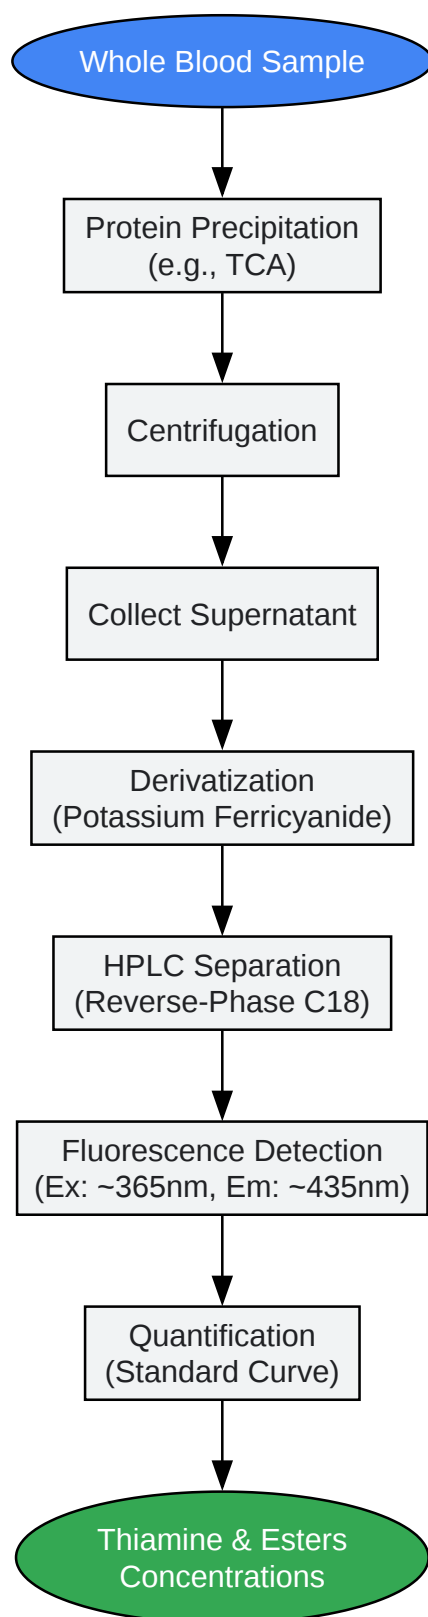 Whole Blood Sample
Protein Precipitation
(e.g., TCA)
Centrifugation
Collect Supernatant
Derivatization
(Potassium Ferricyanide)
HPLC Separation
(Reverse-Phase C18)
Fluorescence Detection
(Ex: ~365nm, Em: ~435nm)
Quantification
(Standard Curve)
Thiamine & Esters
Concentrations